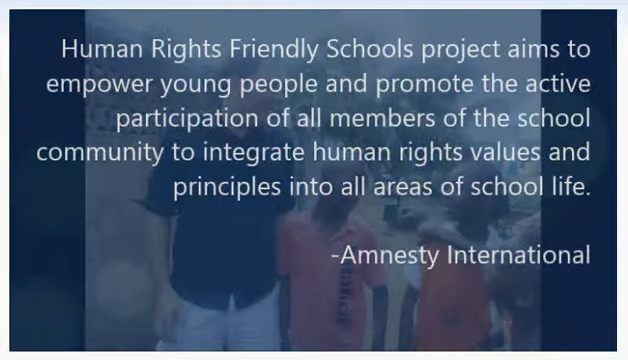 Human Rights Friendly Schools project aims to
empower young people and promote the active
participation of all members of the school
community to integrate human rights values and
principles into all areas of school life.
-Amnesty International